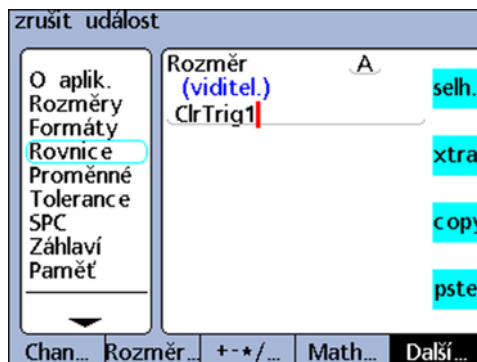 zrušit událost
O aplik.
Rozměry
Formáty
Rovnice
Proměnné
Tolerance
SPC
Záhlaví
Paměť
Rozměr A
(viditel.)
ClrTrig1
selh.
xtra
copy
pste
Chan... Rozměr... +-*/... Math... Další...